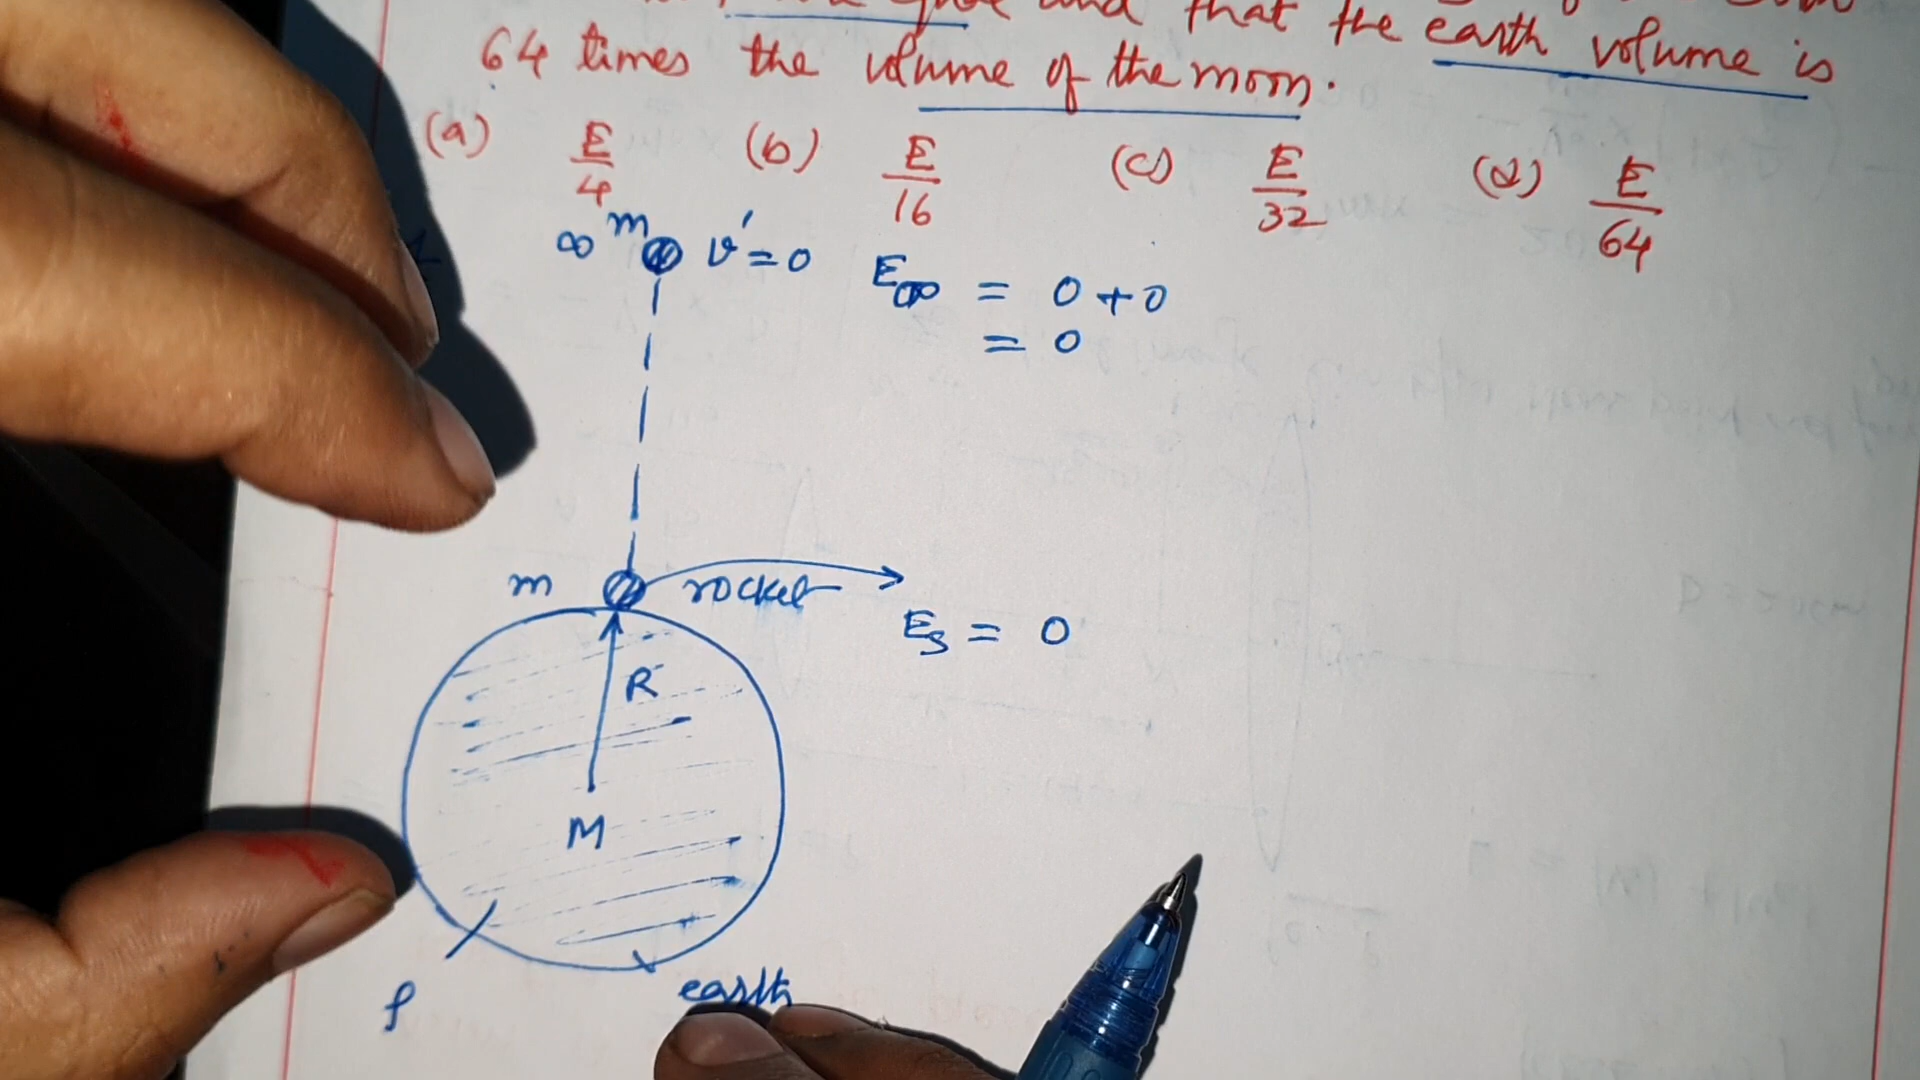 and that the earth volume is
64 times the volume of the moon.
(a) E/4 (b) E/16 (c) E/32 (d) E/64
∞ m v' = 0 E∞ = 0 + 0
= 0
m rocket
Es = 0
R
M
ρ earth